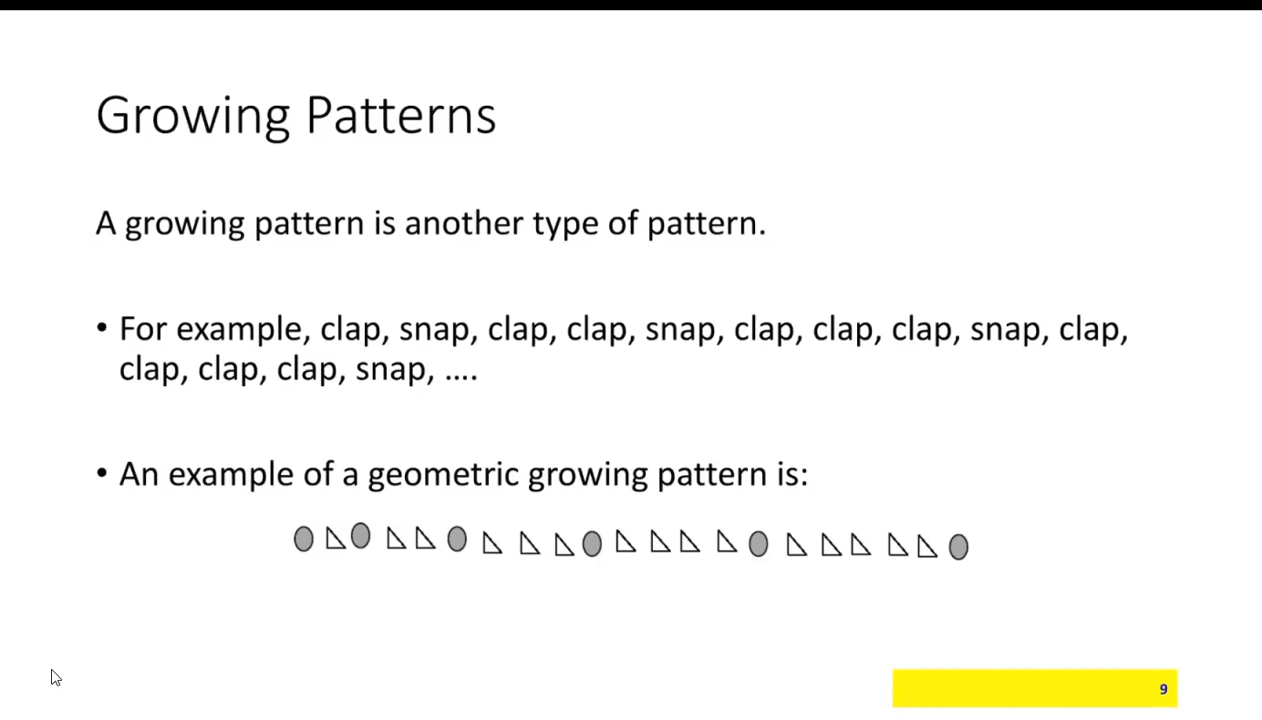 Growing Patterns
A growing pattern is another type of pattern.
• For example, clap, snap, clap, clap, snap, clap, clap, clap, snap, clap,
clap, clap, clap, snap, ....
• An example of a geometric growing pattern is:
9